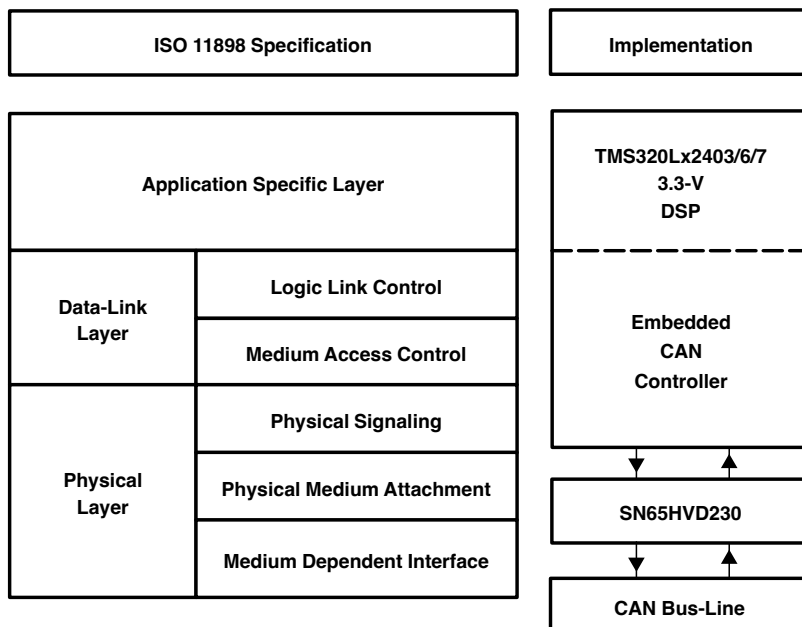 ISO 11898 Specification
Implementation
Application Specific Layer
Data-Link
Layer
Logic Link Control
Medium Access Control
Physical
Layer
Physical Signaling
Physical Medium Attachment
Medium Dependent Interface
TMS320Lx2403/6/7
3.3-V
DSP
Embedded
CAN
Controller
SN65HVD230
CAN Bus-Line